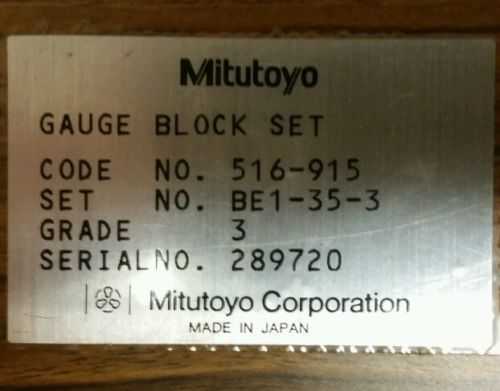 Mitutoyo
GAUGE BLOCK SET
CODE NO. 516-915
SET NO. BE1-35-3
GRADE 3
SERIALNO. 289720
Mitutoyo Corporation
MADE IN JAPAN